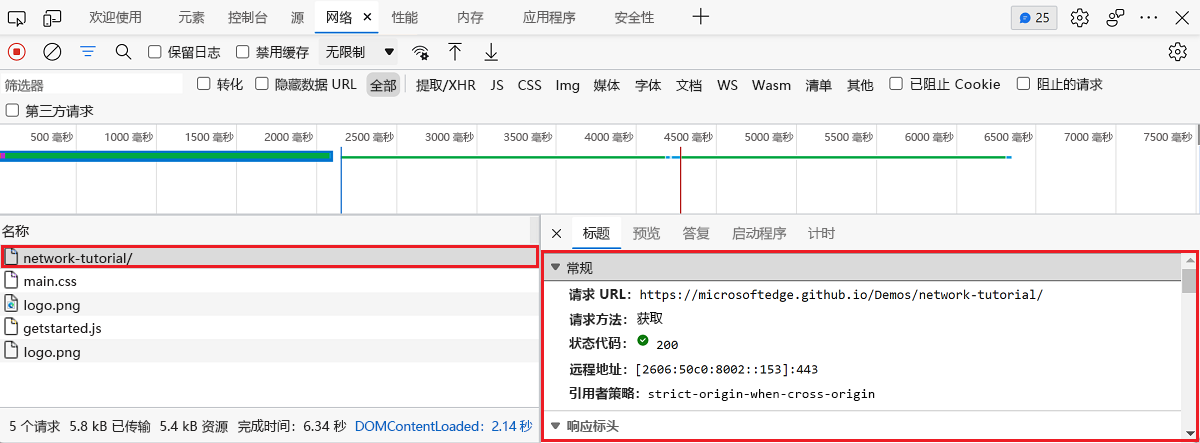 欢迎使用 元素 控制台 源 网络 性能 内存 应用程序 安全性 25
保留日志 禁用缓存 无限制
筛选器 转化 隐藏数据 URL 全部 提取/XHR JS CSS Img 媒体 字体 文档 WS Wasm 清单 其他 已阻止 Cookie 阻止的请求
第三方请求
500 毫秒 1000 毫秒 1500 毫秒 2000 毫秒 2500 毫秒 3000 毫秒 3500 毫秒 4000 毫秒 4500 毫秒 5000 毫秒 5500 毫秒 6000 毫秒 6500 毫秒 7000 毫秒 7500 毫秒
名称
network-tutorial/
main.css
logo.png
getstarted.js
logo.png
5 个请求 5.8 kB 已传输 5.4 kB 资源 完成时间：6.34 秒 DOMContentLoaded：2.14 秒
标题 预览 答复 启动程序 计时
常规
请求 URL：https://microsoftedge.github.io/Demos/network-tutorial/
请求方法：获取
状态代码：200
远程地址：[2606:50c0:8002::153]:443
引用者策略：strict-origin-when-cross-origin
响应标头